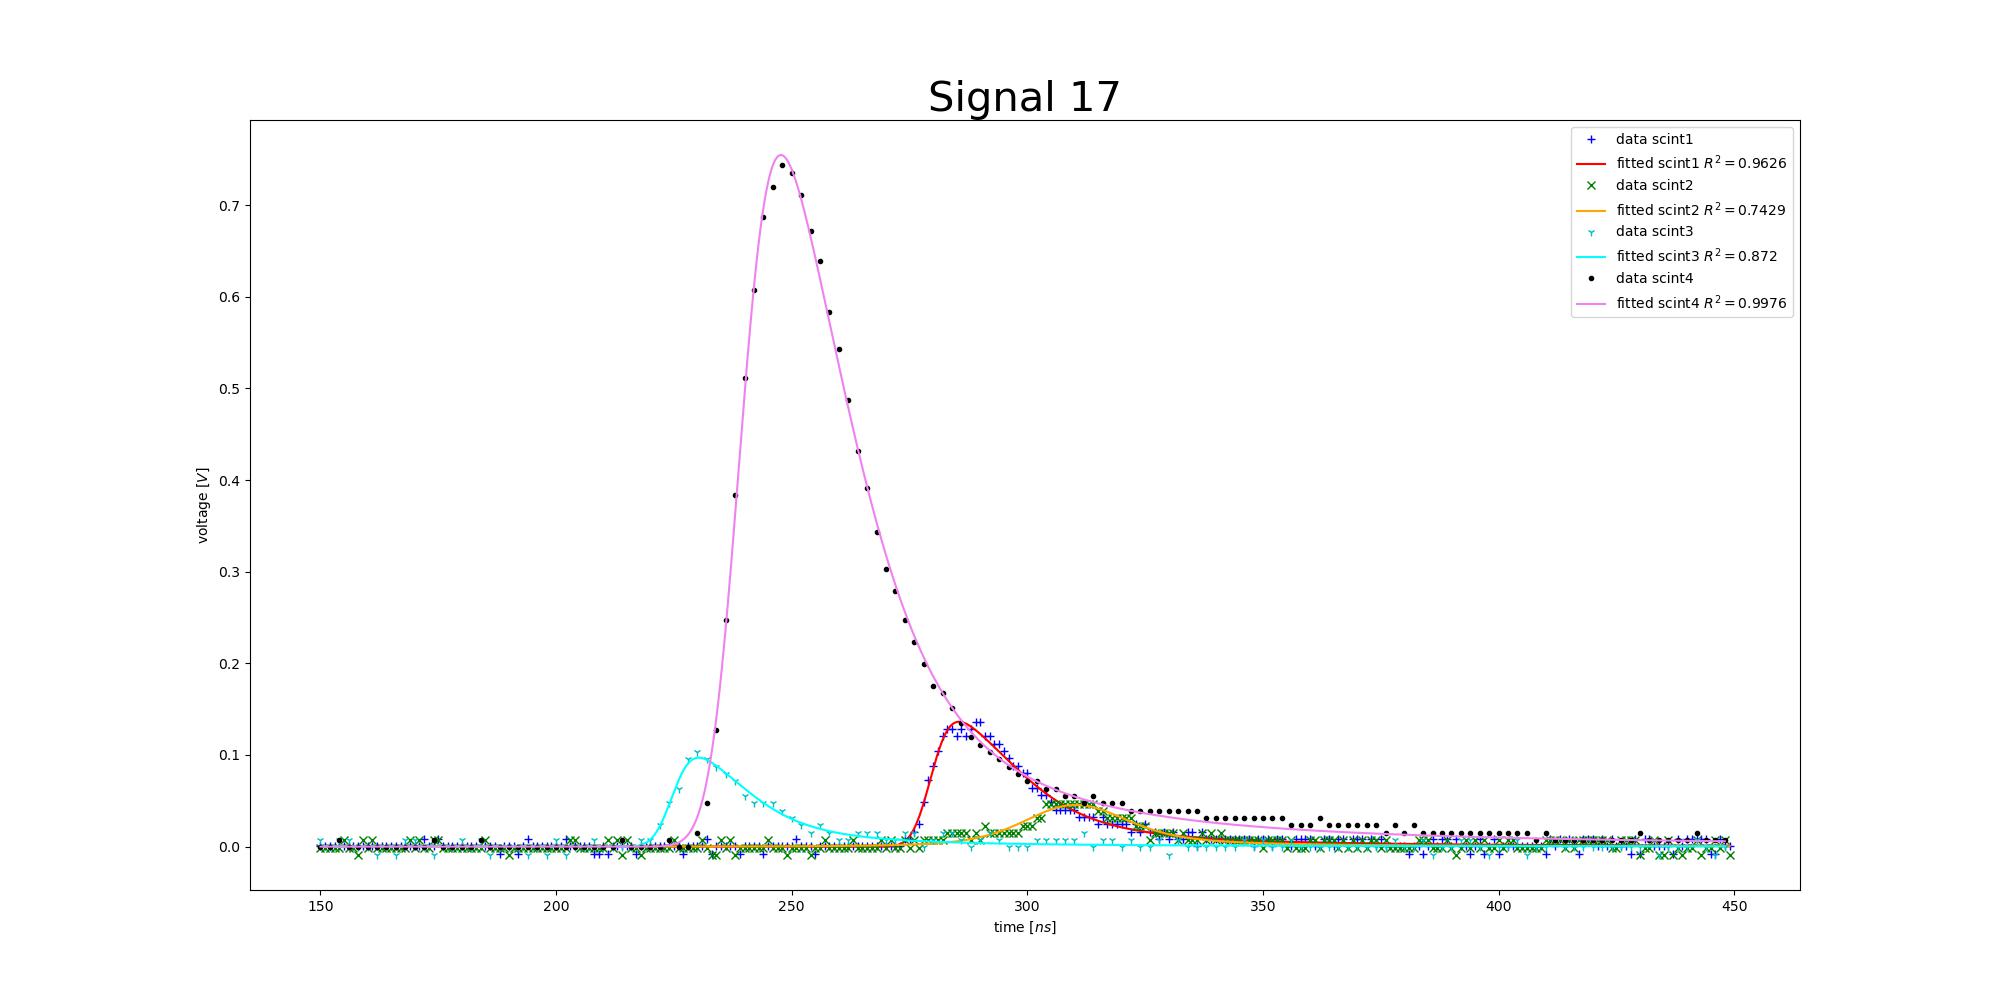 Signal 17
data scint1
fitted scint1 R² = 0.9626
data scint2
fitted scint2 R² = 0.7429
data scint3
fitted scint3 R² = 0.872
data scint4
fitted scint4 R² = 0.9976
voltage [V]
0.7
0.6
0.5
0.4
0.3
0.2
0.1
0.0
150 200 250 300 350 400 450
time [ns]